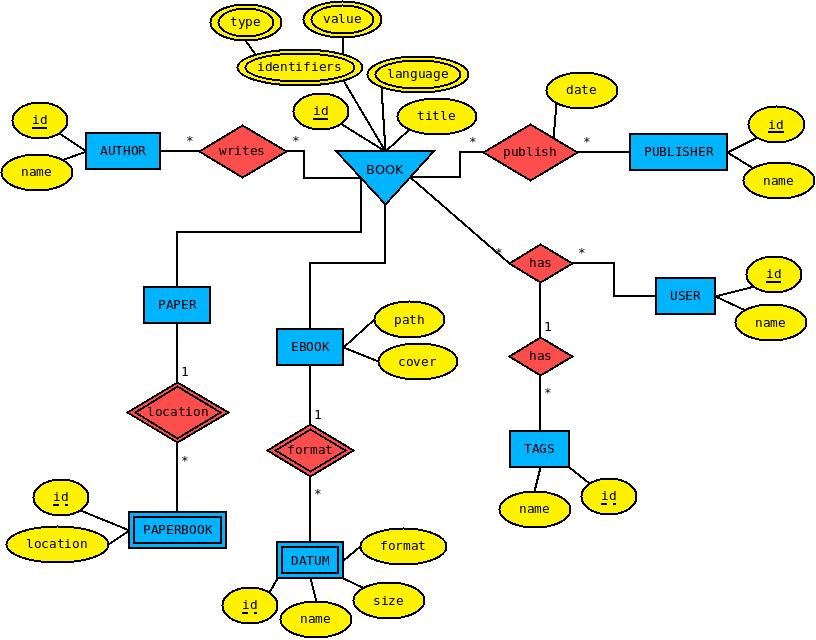 type
value
identifiers
language
id
title
date
id
name
AUTHOR
*
writes
*
BOOK
*
publish
*
PUBLISHER
id
name
*
has
*
USER
id
name
PAPER
EBOOK
path
cover
1
has
*
1
location
*
1
format
*
TAGS
name
id
id
location
PAPERBOOK
DATUM
format
size
id
name